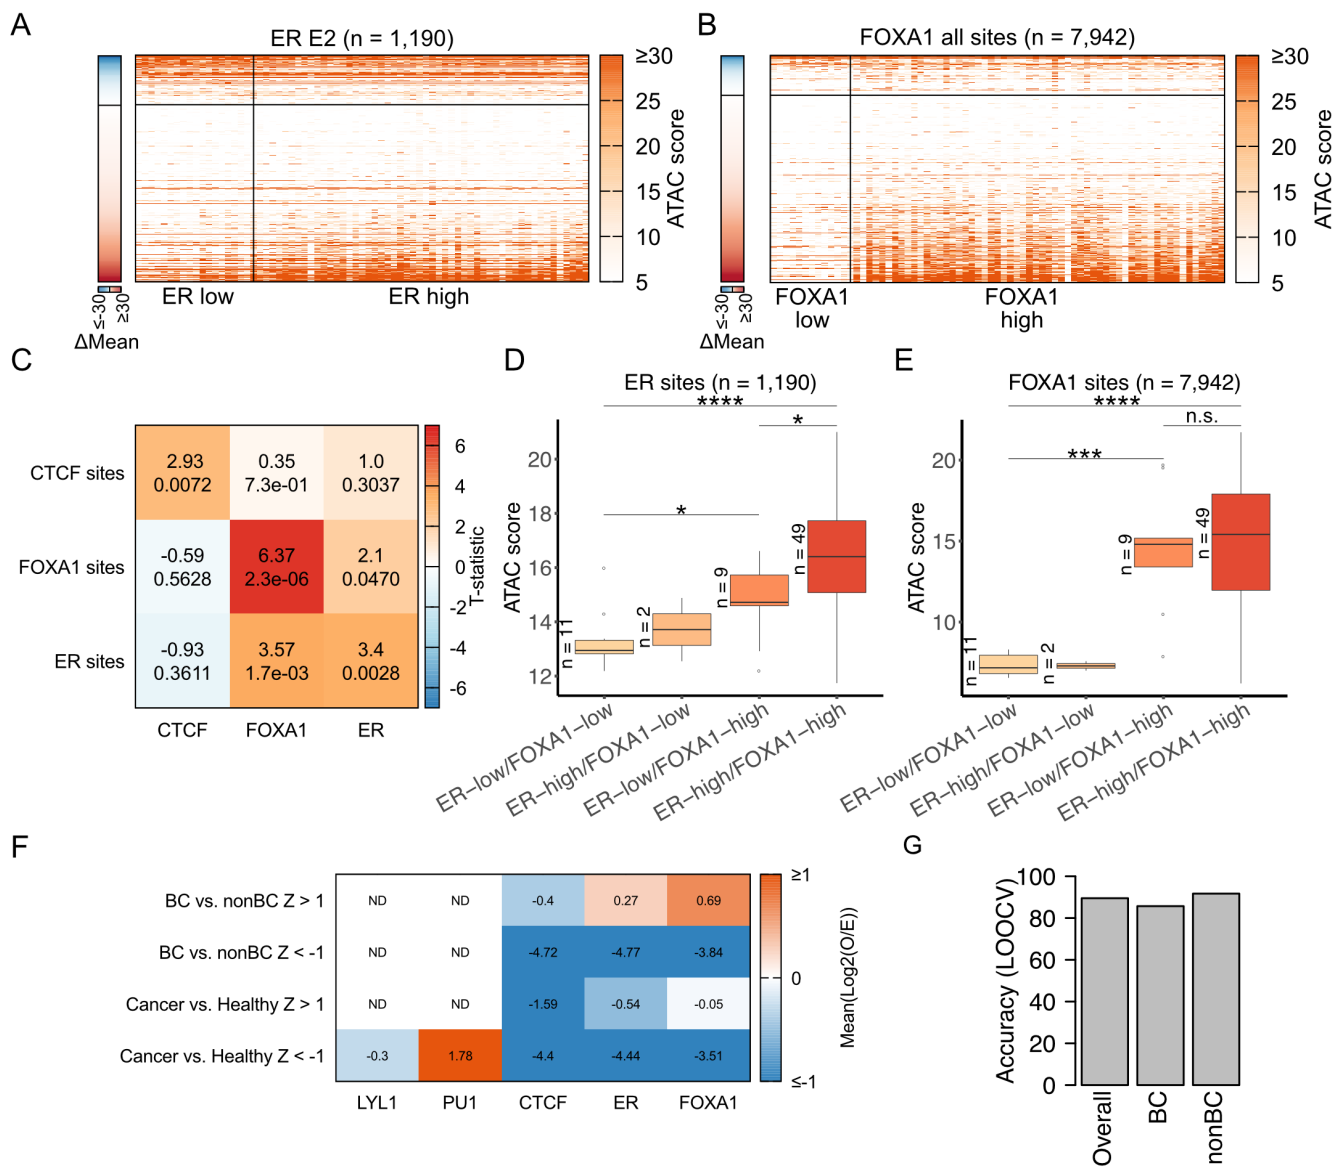 A
ER E2 (n = 1,190)
≥30
25
20
15
10
5
ATAC score
ER low
ER high
≤-30
≥30
ΔMean
B
FOXA1 all sites (n = 7,942)
≥30
25
20
15
10
5
ATAC score
FOXA1
low
FOXA1
high
≤-30
≥30
ΔMean
C
CTCF sites
2.93
0.0072
0.35
7.3e-01
1.0
0.3037
FOXA1 sites
-0.59
0.5628
6.37
2.3e-06
2.1
0.0470
ER sites
-0.93
0.3611
3.57
1.7e-03
3.4
0.0028
CTCF
FOXA1
ER
6
4
2
0
-2
-4
-6
T-statistic
D
ER sites (n = 1,190)
****
*
*
20
18
16
14
12
ATAC score
n = 11
n = 2
n = 9
n = 49
ER−low/FOXA1−low
ER−high/FOXA1−low
ER−low/FOXA1−high
ER−high/FOXA1−high
E
FOXA1 sites (n = 7,942)
****
n.s.
***
20
15
10
ATAC score
n = 11
n = 2
n = 9
n = 49
ER−low/FOXA1−low
ER−high/FOXA1−low
ER−low/FOXA1−high
ER−high/FOXA1−high
F
BC vs. nonBC Z > 1
ND
ND
-0.4
0.27
0.69
BC vs. nonBC Z < -1
ND
ND
-4.72
-4.77
-3.84
Cancer vs. Healthy Z > 1
ND
ND
-1.59
-0.54
-0.05
Cancer vs. Healthy Z < -1
-0.3
1.78
-4.4
-4.44
-3.51
LYL1
PU1
CTCF
ER
FOXA1
≥1
0
≤-1
Mean(Log2(O/E))
G
100
80
60
40
20
0
Accuracy (LOOCV)
Overall
BC
nonBC